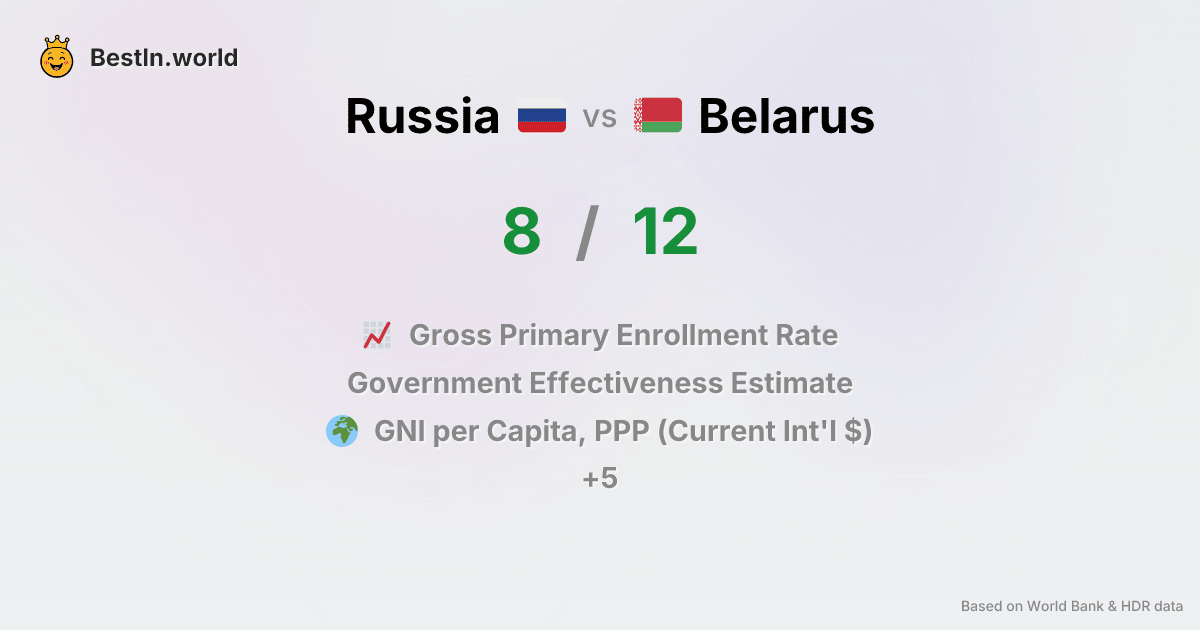 BestIn.world
Russia vs Belarus
8 / 12
Gross Primary Enrollment Rate
Government Effectiveness Estimate
GNI per Capita, PPP (Current Int'l $)
+5
Based on World Bank & HDR data